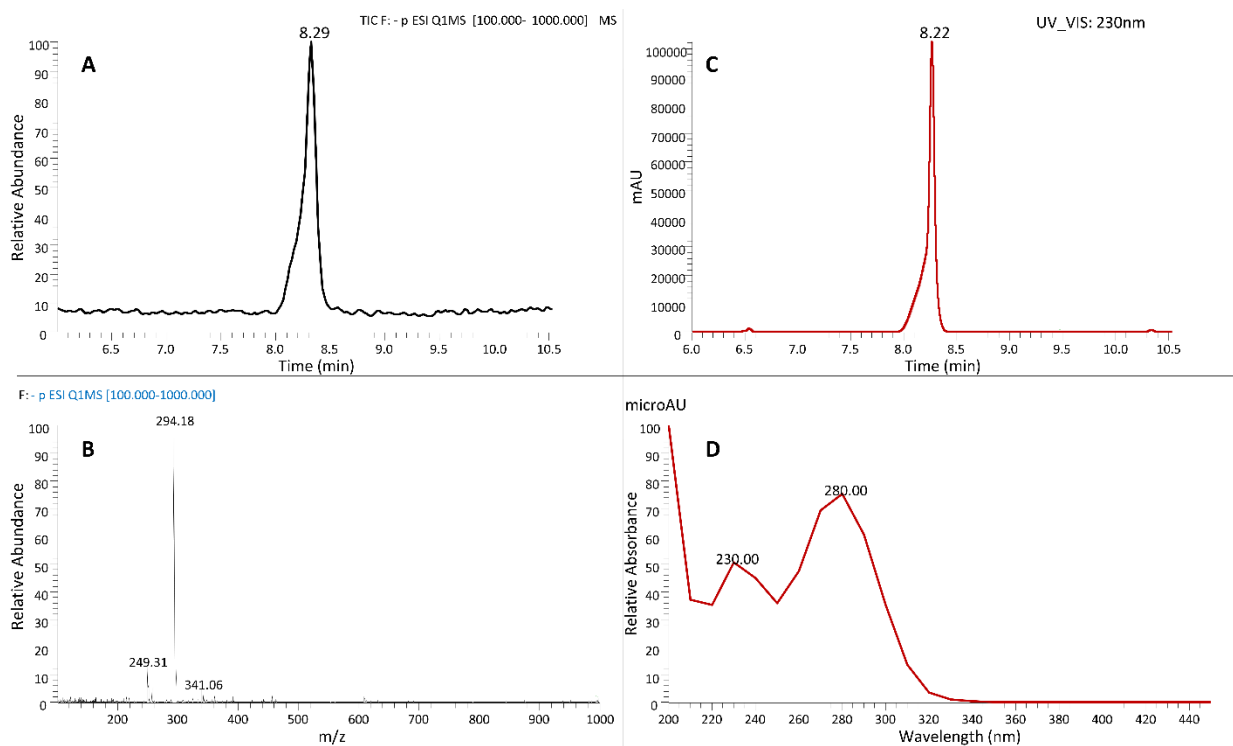 TIC F: - p ESI Q1MS [100.000- 1000.000] MS
8.29
A
100
90
80
70
60
50
40
30
20
10
0
Relative Abundance
6.5 7.0 7.5 8.0 8.5 9.0 9.5 10.0 10.5
Time (min)
UV_VIS: 230nm
8.22
C
100000
90000
80000
70000
60000
50000
40000
30000
20000
10000
0
mAU
6.0 6.5 7.0 7.5 8.0 8.5 9.0 9.5 10.0 10.5
Time (min)
F: - p ESI Q1MS [100.000-1000.000]
294.18
B
100
90
80
70
60
50
40
30
20
10
0
Relative Abundance
249.31
341.06
200 300 400 500 600 700 800 900 1000
m/z
microAU
D
100
90
80
70
60
50
40
30
20
10
0
Relative Absorbance
280.00
230.00
200 220 240 260 280 300 320 340 360 380 400 420 440
Wavelength (nm)